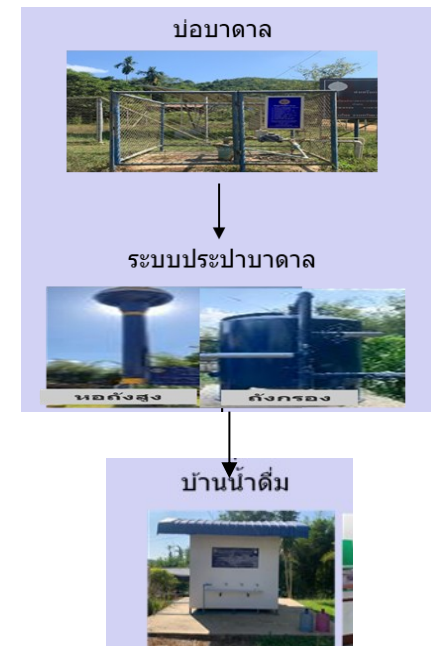 บ่อบาดาล
ระบบประปาบาดาล
หอถังสูง
ถังกรอง
บ้านน้ำดื่ม